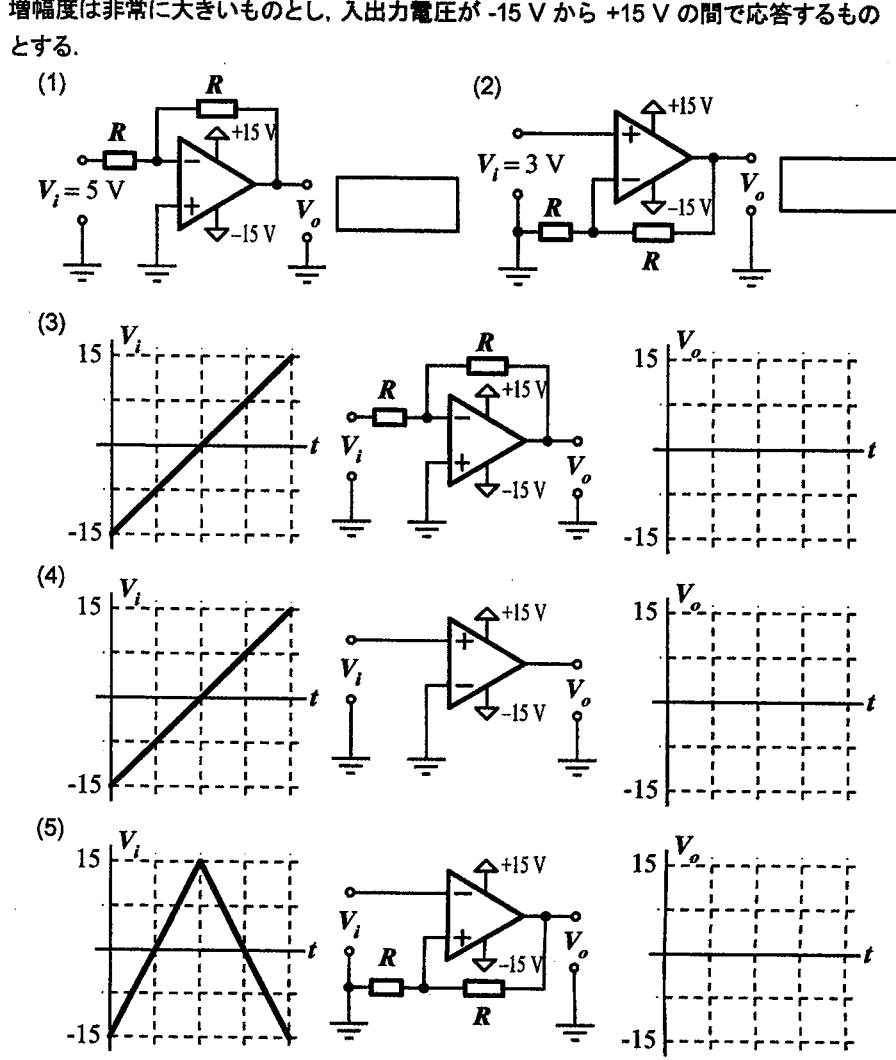 増幅度は非常に大きいものとし, 入出力電圧が -15 V から +15 V の間で応答するもの
とする.
(1)
R
R
+15 V
−
+
−15 V
V_i = 5 V
V_o
(2)
+15 V
+
−
−15 V
V_i = 3 V
V_o
R
R
(3)
V_i
15
t
-15
R
R
+15 V
−
+
−15 V
V_i
V_o
V_o
15
t
-15
(4)
V_i
15
t
-15
+15 V
+
−
−15 V
V_i
V_o
V_o
15
t
-15
(5)
V_i
15
t
-15
+15 V
−
+
−15 V
V_i
V_o
R
R
V_o
15
t
-15